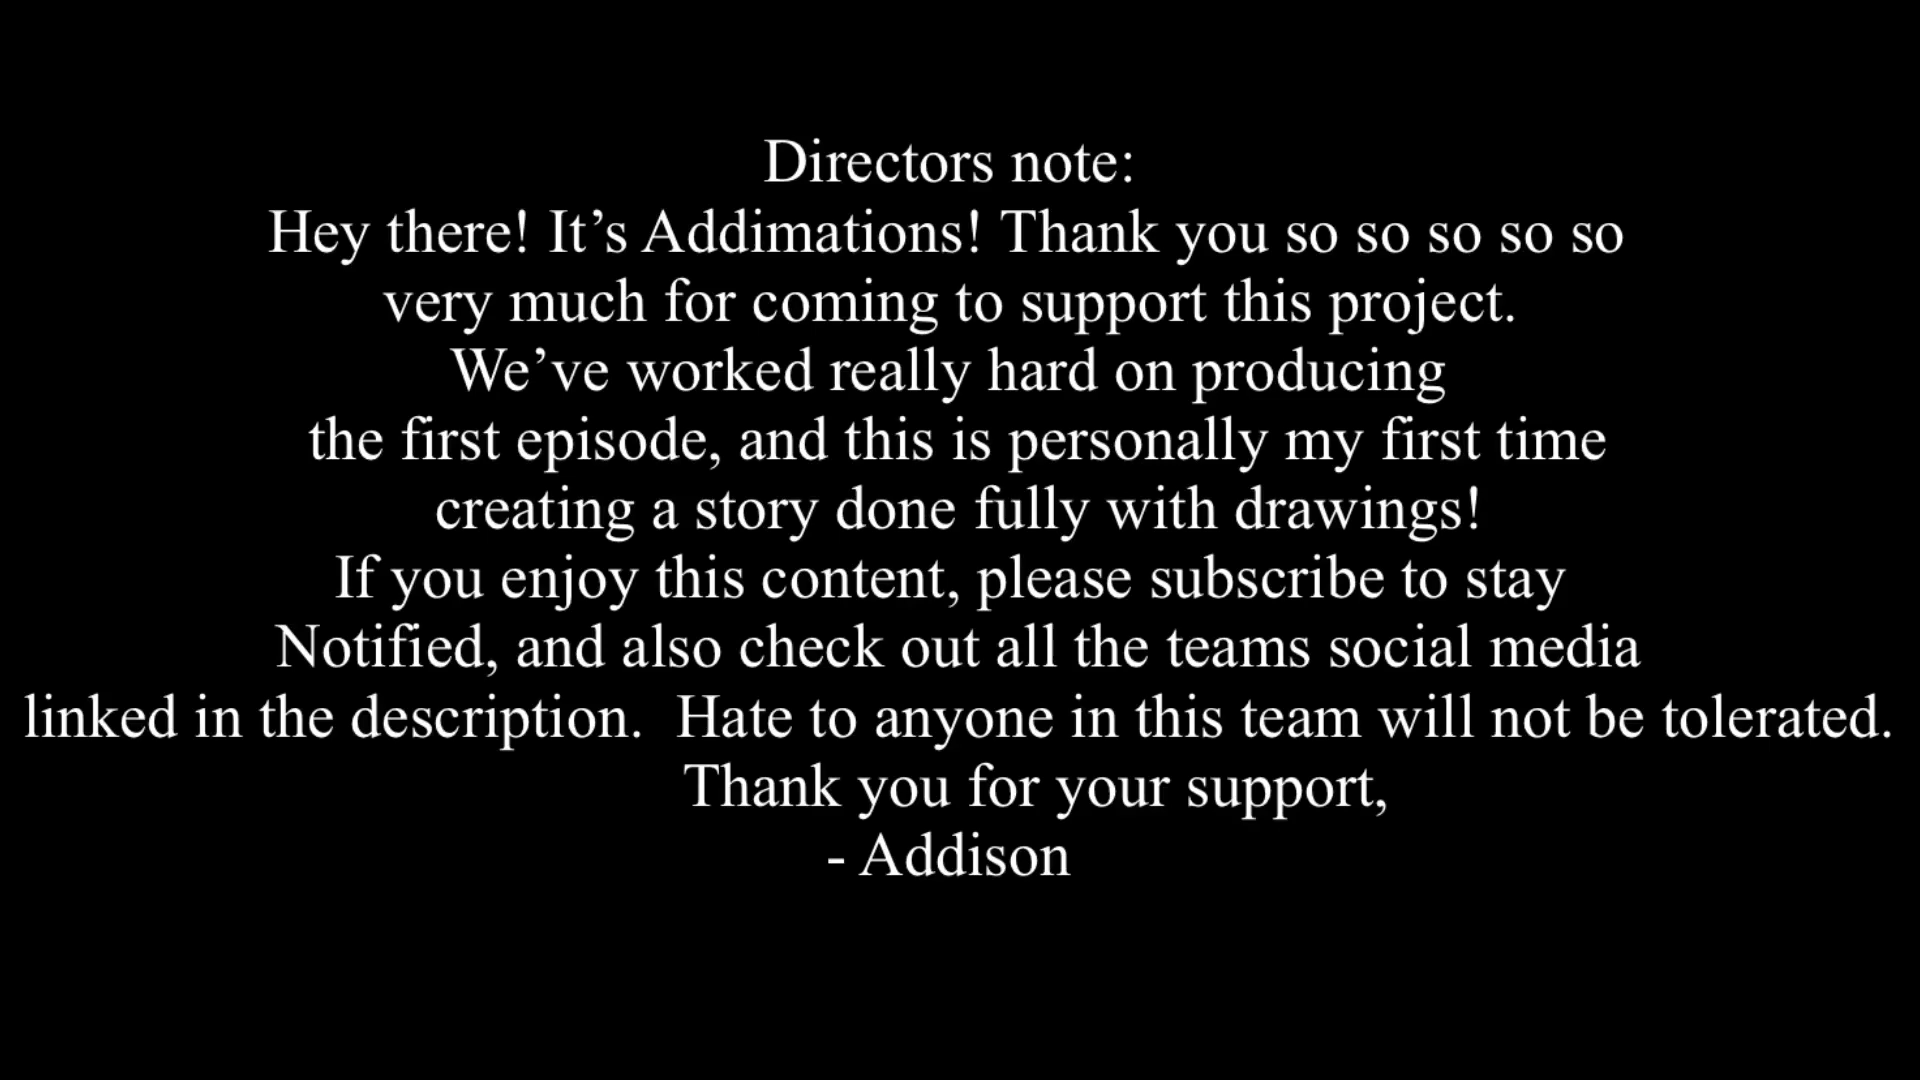 Directors note:
Hey there! It’s Addimations! Thank you so so so so so
very much for coming to support this project.
We’ve worked really hard on producing
the first episode, and this is personally my first time
creating a story done fully with drawings!
If you enjoy this content, please subscribe to stay
Notified, and also check out all the teams social media
linked in the description.  Hate to anyone in this team will not be tolerated.
Thank you for your support,
- Addison